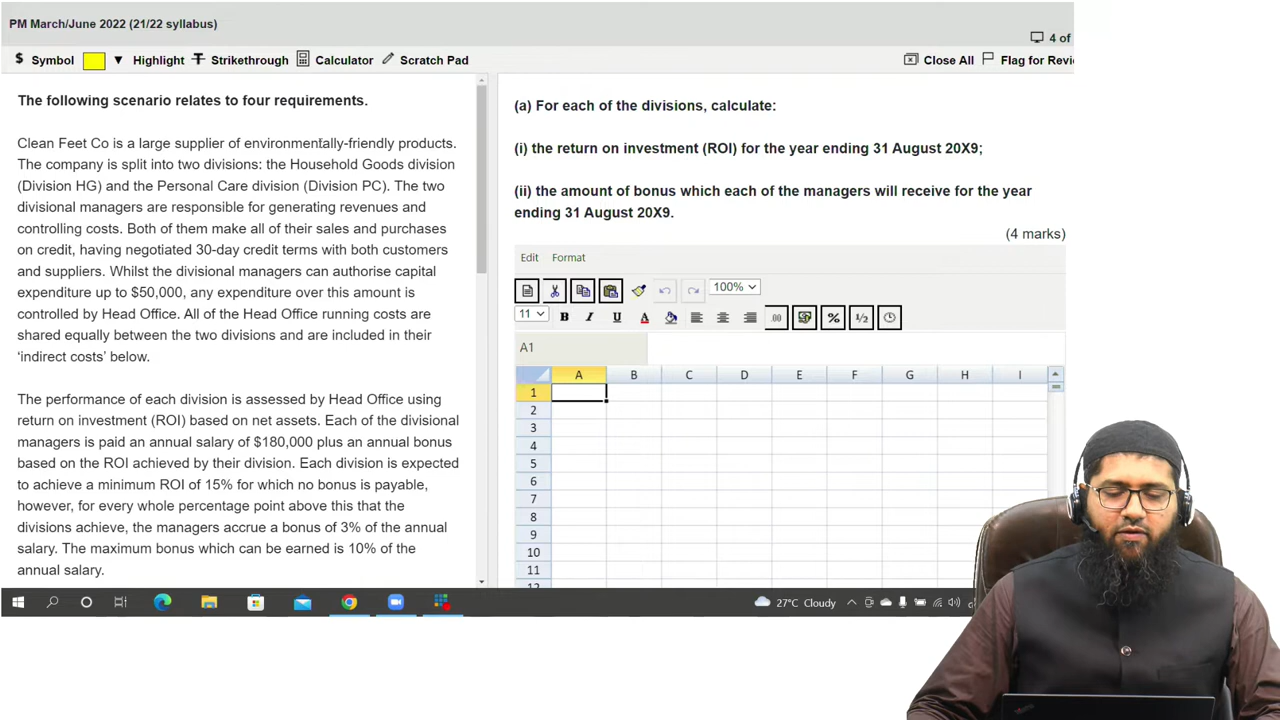 PM March/June 2022 (21/22 syllabus)
4 of
$ Symbol Highlight Strikethrough Calculator Scratch Pad
Close All Flag for Revi
The following scenario relates to four requirements.
Clean Feet Co is a large supplier of environmentally-friendly products.
The company is split into two divisions: the Household Goods division
(Division HG) and the Personal Care division (Division PC). The two
divisional managers are responsible for generating revenues and
controlling costs. Both of them make all of their sales and purchases
on credit, having negotiated 30-day credit terms with both customers
and suppliers. Whilst the divisional managers can authorise capital
expenditure up to $50,000, any expenditure over this amount is
controlled by Head Office. All of the Head Office running costs are
shared equally between the two divisions and are included in their
‘indirect costs’ below.
The performance of each division is assessed by Head Office using
return on investment (ROI) based on net assets. Each of the divisional
managers is paid an annual salary of $180,000 plus an annual bonus
based on the ROI achieved by their division. Each division is expected
to achieve a minimum ROI of 15% for which no bonus is payable,
however, for every whole percentage point above this that the
divisions achieve, the managers accrue a bonus of 3% of the annual
salary. The maximum bonus which can be earned is 10% of the
annual salary.
(a) For each of the divisions, calculate:
(i) the return on investment (ROI) for the year ending 31 August 20X9;
(ii) the amount of bonus which each of the managers will receive for the year
ending 31 August 20X9.
(4 marks)
Edit Format
100%
11 B I U A .00 % 1/2
A1
A B C D E F G H I
1
2
3
4
5
6
7
8
9
10
11
27°C Cloudy